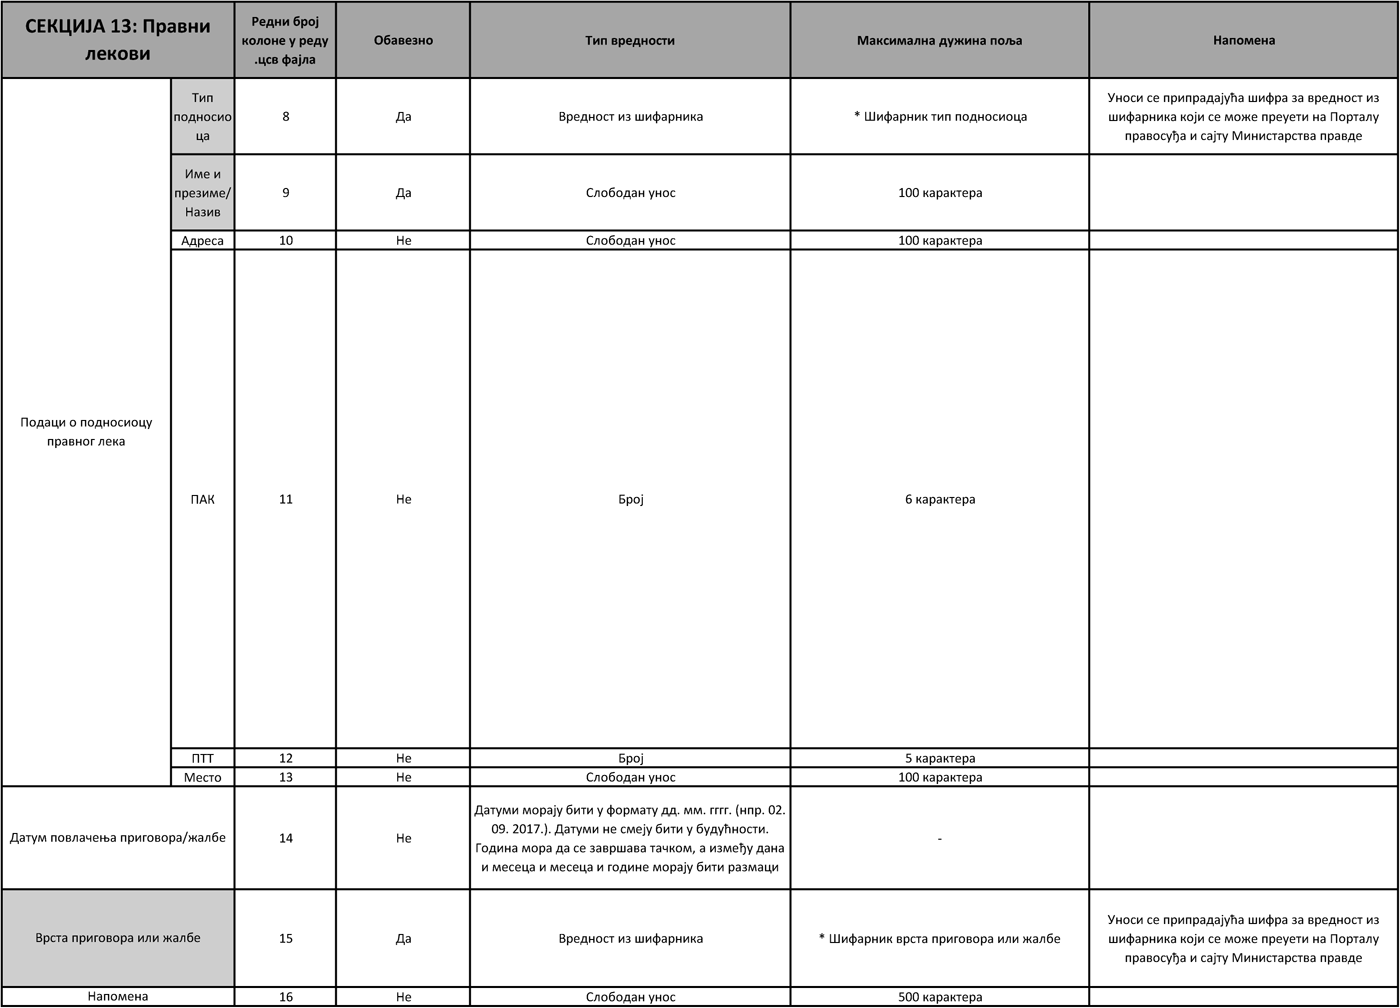 СЕКЦИЈА 13: Правни
лекови
Редни број
колоне у реду
.цсв фајла
Обавезно
Тип вредности
Максимална дужина поља
Напомена
Подаци о подносиоцу
правног лека
Тип
подносио
ца
8
Да
Вредност из шифарника
* Шифарник тип подносиоца
Уноси се припрадајућа шифра за вредност из
шифарника који се може преуети на Порталу
правосуђа и сајту Министарства правде
Име и
презиме/
Назив
9
Да
Слободан унос
100 карактера
Адреса
10
Не
Слободан унос
100 карактера
ПАК
11
Не
Број
6 карактера
ПТТ
12
Не
Број
5 карактера
Место
13
Не
Слободан унос
100 карактера
Датум повлачења приговора/жалбе
14
Не
Датуми морају бити у формату дд. мм. гггг. (нпр. 02.
09. 2017.). Датуми не смеју бити у будућности.
Година мора да се завршава тачком, а између дана
и месеца и месеца и године морају бити размаци
-
Врста приговора или жалбе
15
Да
Вредност из шифарника
* Шифарник врста приговора или жалбе
Уноси се припрадајућа шифра за вредност из
шифарника који се може преуети на Порталу
правосуђа и сајту Министарства правде
Напомена
16
Не
Слободан унос
500 карактера